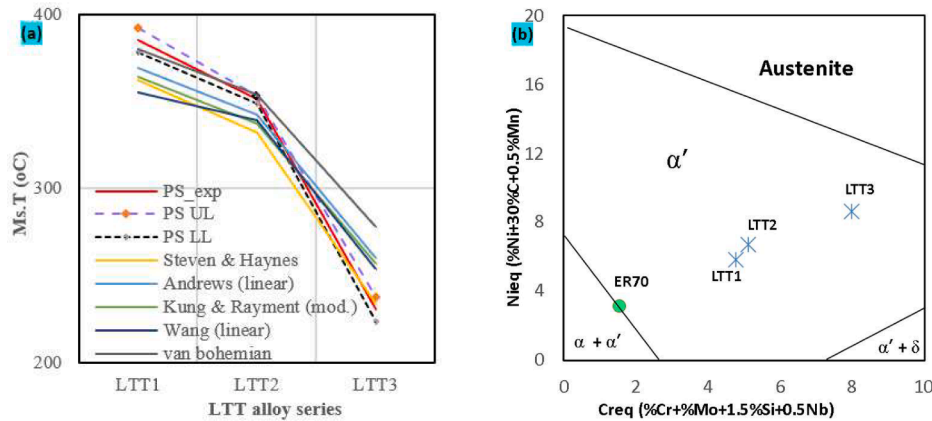 (a)
400
300
200
Ms.T (oC)
PS_exp
PS UL
PS LL
Steven & Haynes
Andrews (linear)
Kung & Rayment (mod.)
Wang (linear)
van bohemian
LTT1 LTT2 LTT3
LTT alloy series
(b)
20
16
12
8
4
0
Nieq (%Ni+30%C+0.5%Mn)
Austenite
α′
LTT3
LTT2
LTT1
ER70
α + α′
α′ + δ
0 2 4 6 8 10
Creq (%Cr+%Mo+1.5%Si+0.5Nb)